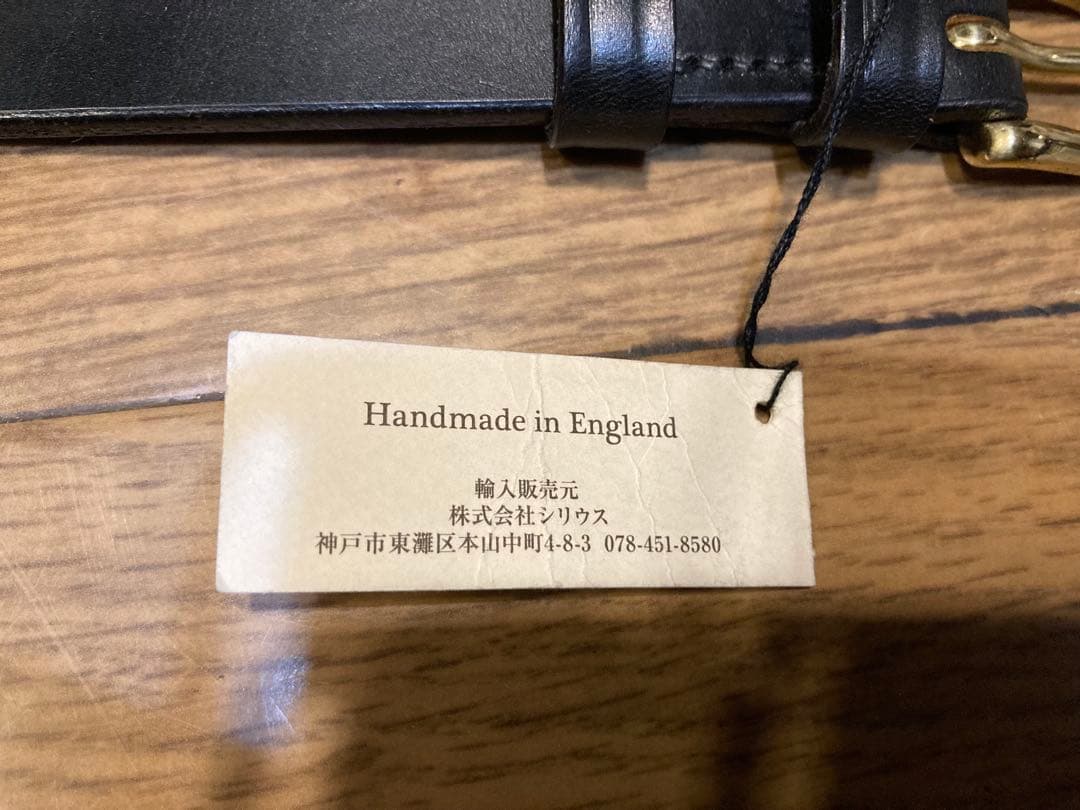 Handmade in England
輸入販売元
株式会社シリウス
神戸市東灘区本山中町4-8-3 078-451-8580